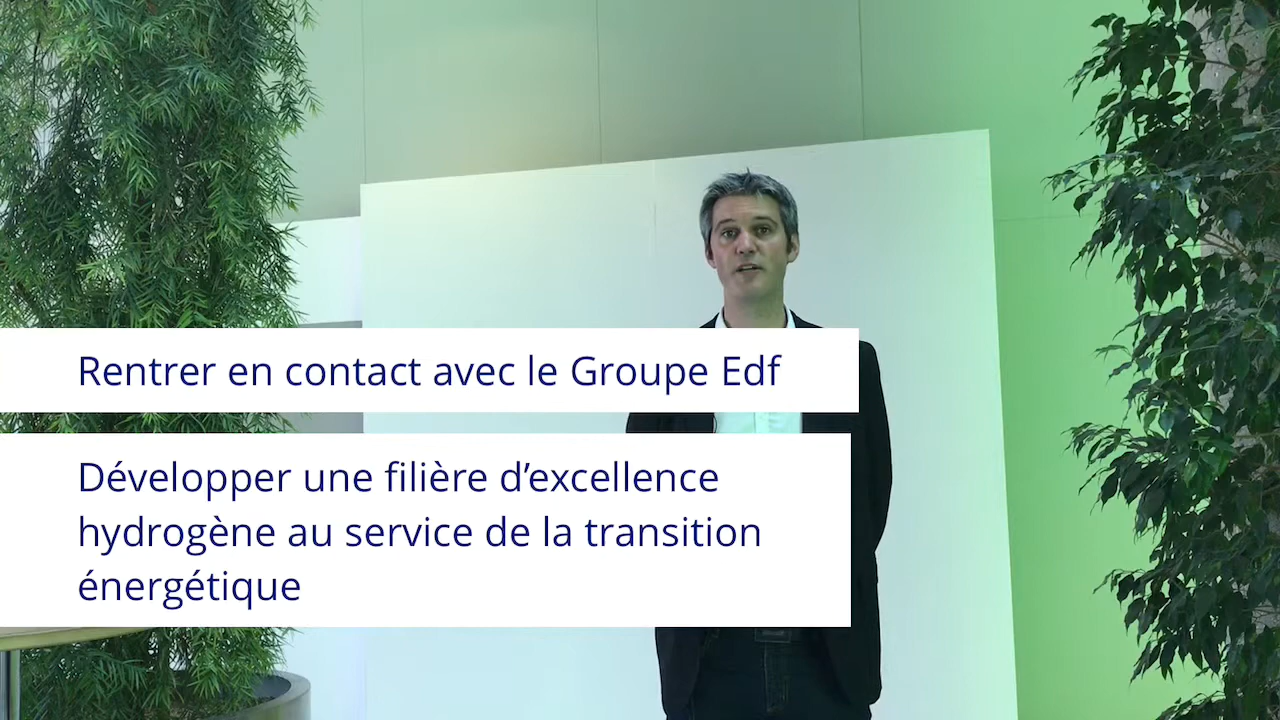 Rentrer en contact avec le Groupe Edf
Développer une filière d’excellence
hydrogène au service de la transition
énergétique